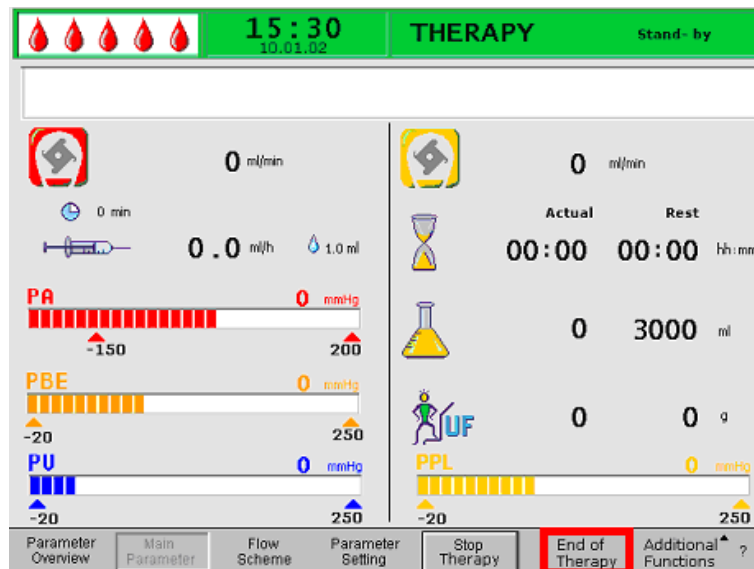 15:30
10.01.02
THERAPY
Stand- by
0 ml/min
0 min
0.0 ml/h 1.0 ml
PA 0 mmHg
-150 200
PBE 0 mmHg
-20 250
PV 0 mmHg
-20 250
0 ml/min
Actual Rest
00:00 00:00 hh:mm
0 3000 ml
UF 0 0 g
PPL 0 mmHg
-20 250
Parameter Overview
Main Parameter
Flow Scheme
Parameter Setting
Stop Therapy
End of Therapy
Additional Functions
?